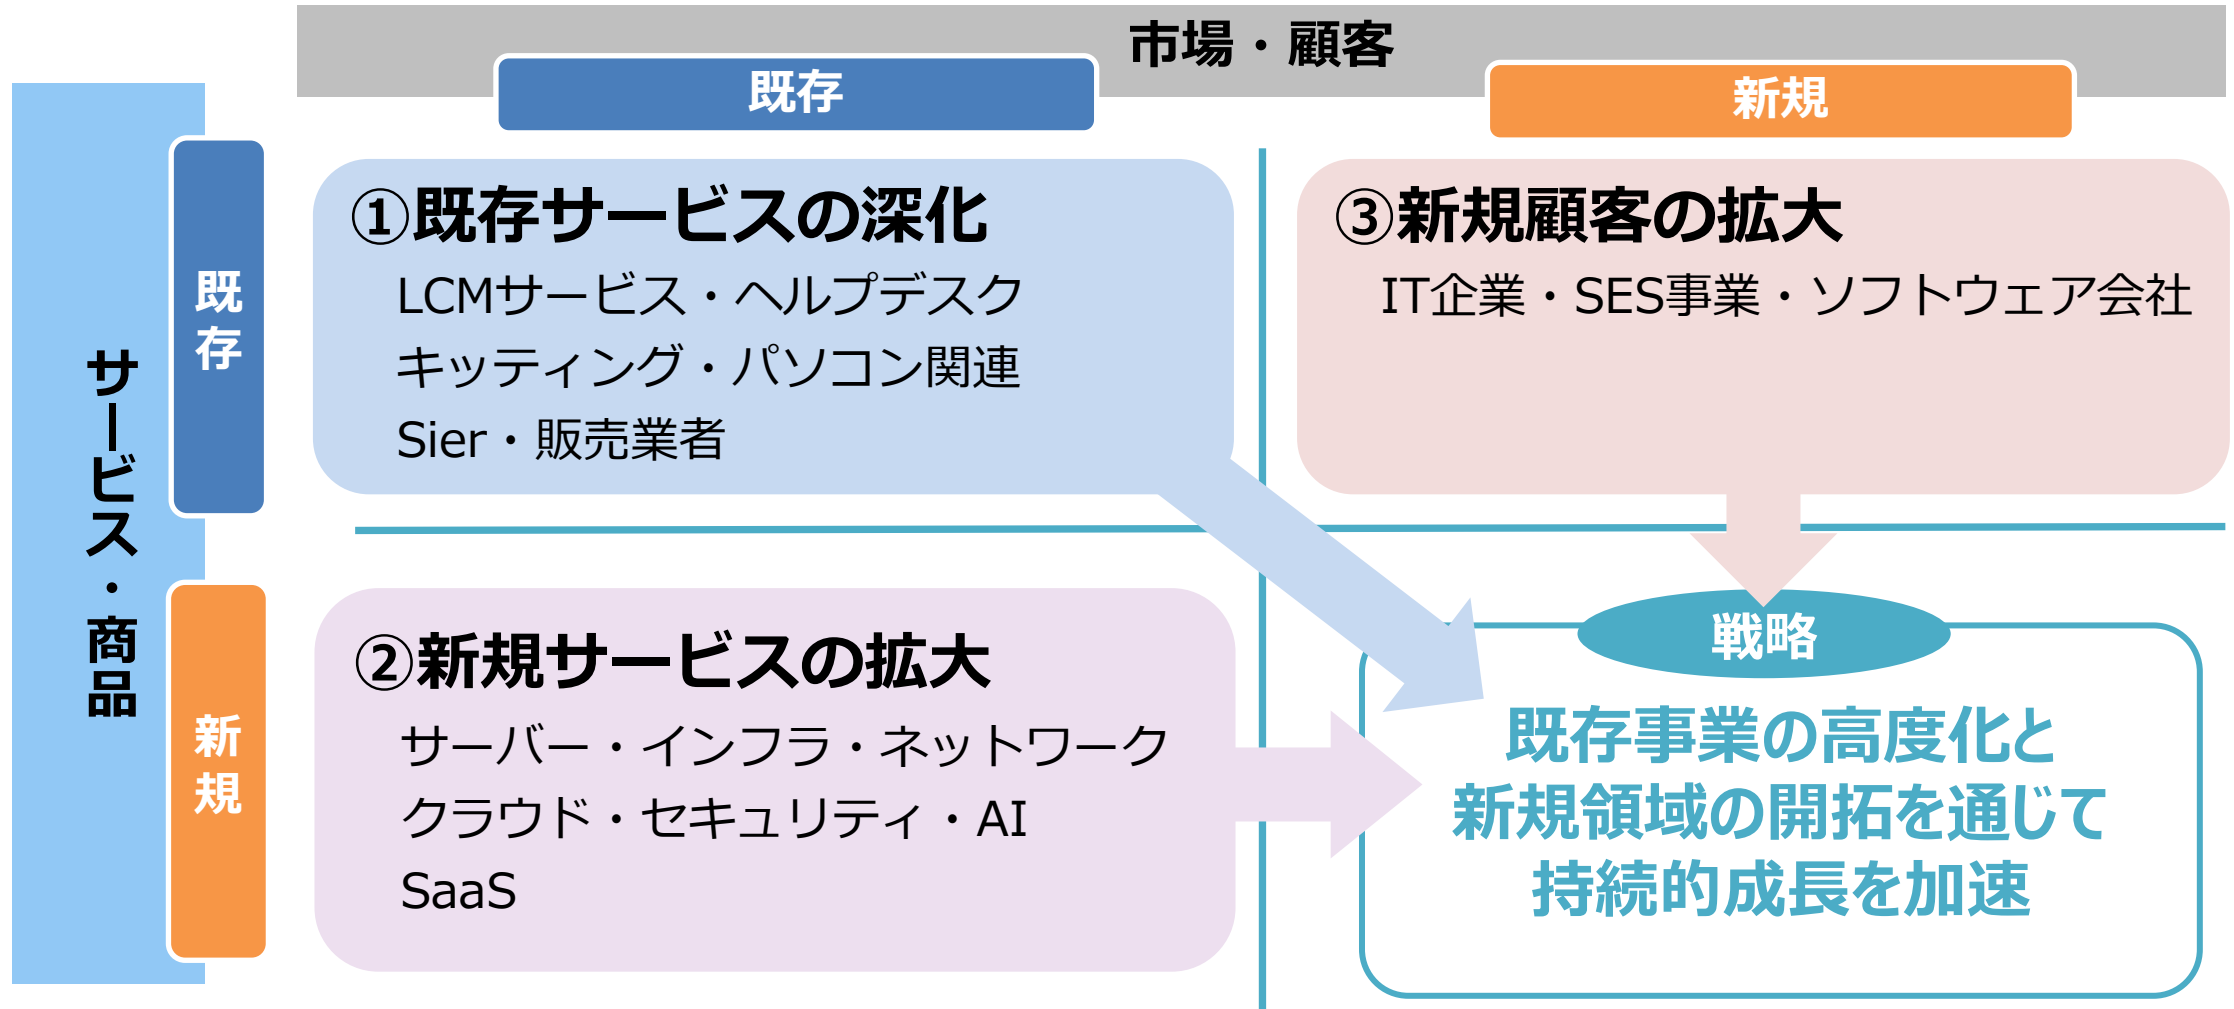 市場・顧客
既存
新規
サービス・商品
既存
新規
①既存サービスの深化
LCMサービス・ヘルプデスク
キッティング・パソコン関連
Sier・販売業者
③新規顧客の拡大
IT企業・SES事業・ソフトウェア会社
②新規サービスの拡大
サーバー・インフラ・ネットワーク
クラウド・セキュリティ・AI
SaaS
戦略
既存事業の高度化と
新規領域の開拓を通じて
持続的成長を加速